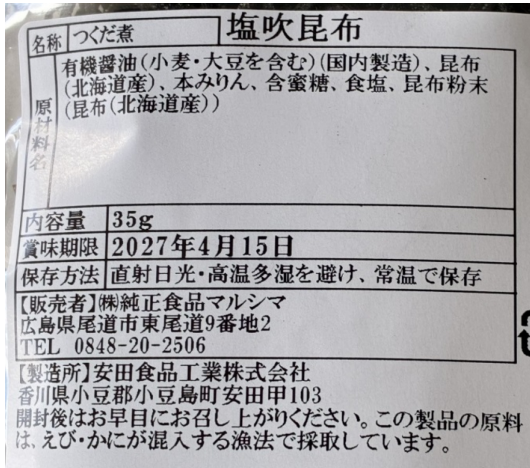 名称 つくだ煮 塩吹昆布
原材料名 有機醤油(小麦・大豆を含む)(国内製造)、昆布
(北海道産)、本みりん、含蜜糖、食塩、昆布粉末
(昆布(北海道産))
内容量 35g
賞味期限 2027年4月15日
保存方法 直射日光・高温多湿を避け、常温で保存
【販売者】㈱純正食品マルシマ
広島県尾道市東尾道9番地2
TEL 0848-20-2506
【製造所】安田食品工業株式会社
香川県小豆郡小豆島町安田甲103
開封後はお早目にお召し上がりください。この製品の原料
は、えび・かにが混入する漁法で採取しています。